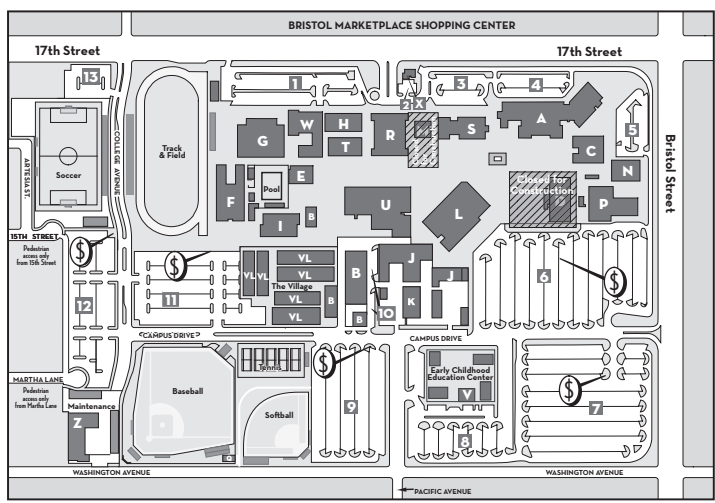 BRISTOL MARKETPLACE SHOPPING CENTER
17th Street
17th Street
13
1
2
X
3
4
5
COLLEGE AVENUE
Track
& Field
Soccer
ARTESIA ST.
G
W
H
T
R
S
A
C
N
P
Bristol Street
F
Pool
E
I
B
U
L
Closed for
Construction
15TH STREET
Pedestrian
access only
from 15th Street
$
$
12
11
VL
VL
VL
VL
The Village
VL
VL
B
B
B
J
J
K
10
6
$
CAMPUS DRIVE
CAMPUS DRIVE
MARTHA LANE
Pedestrian
access only
from Martha Lane
Maintenance
Z
Baseball
Tennis
Softball
$
9
Early Childhood
Education Center
V
8
$
7
WASHINGTON AVENUE
WASHINGTON AVENUE
PACIFIC AVENUE